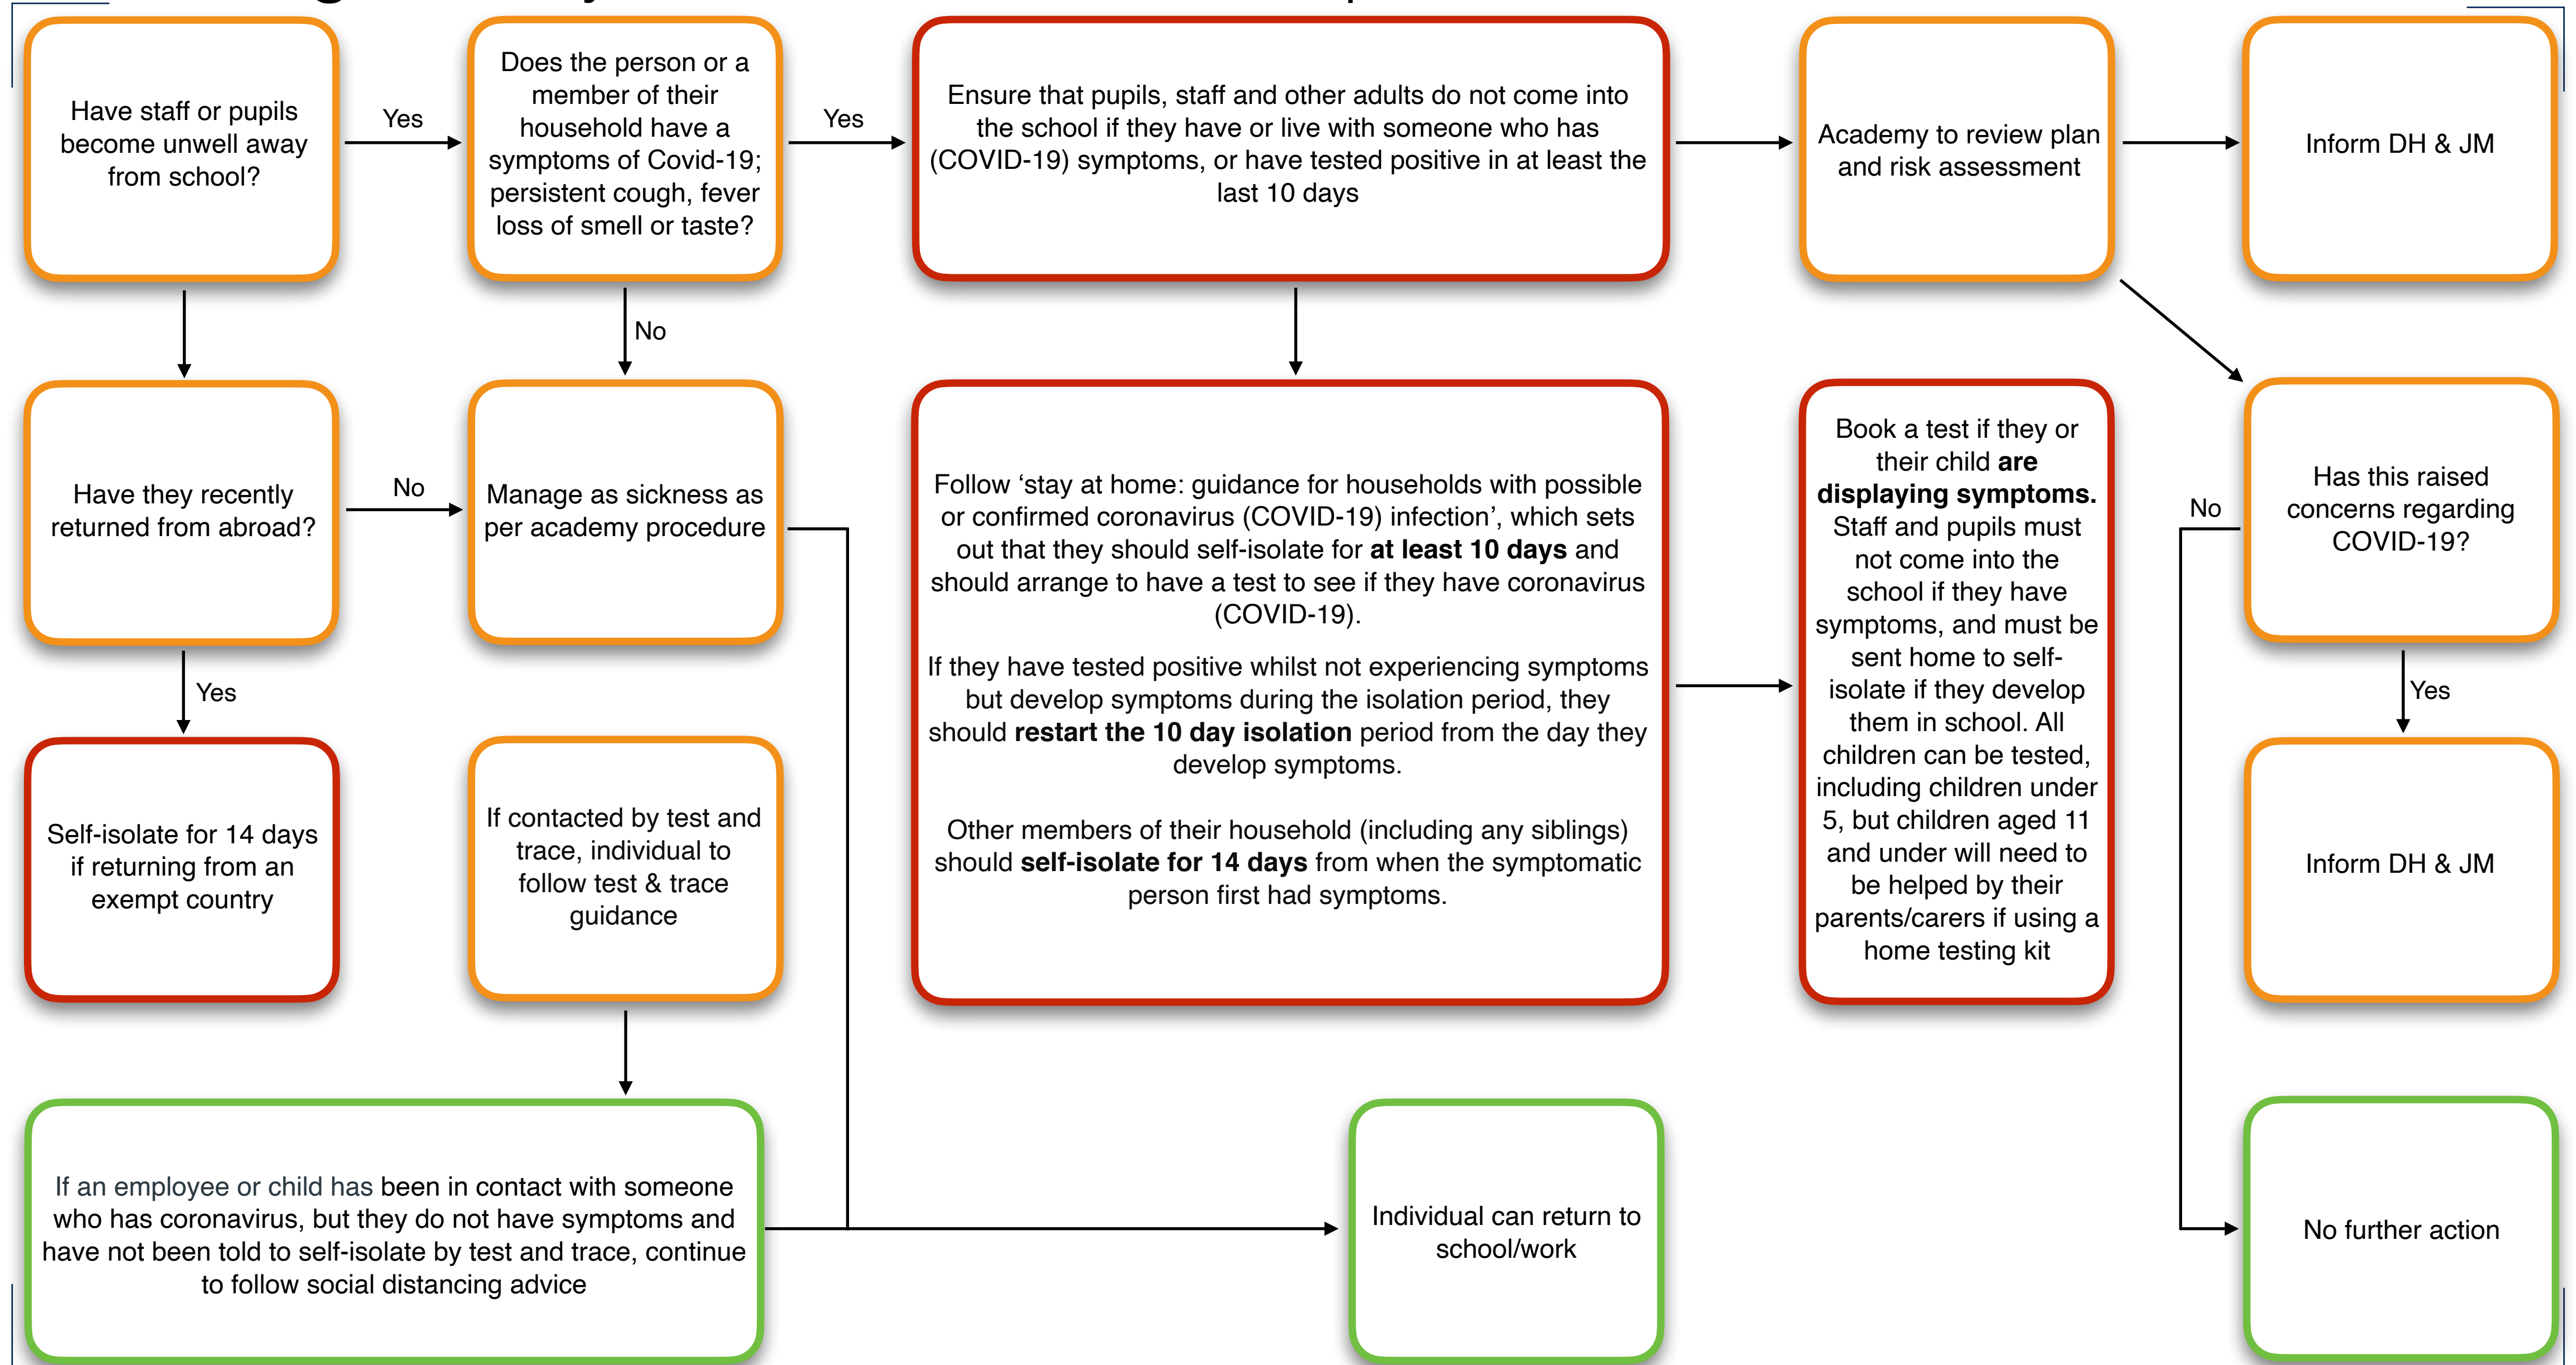 Have staff or pupils
become unwell away
from school?
Yes
Does the person or a
member of their
household have a
symptoms of Covid-19;
persistent cough, fever
loss of smell or taste?
Yes
Ensure that pupils, staff and other adults do not come into
the school if they have or live with someone who has
(COVID-19) symptoms, or have tested positive in at least the
last 10 days
Academy to review plan
and risk assessment
Inform DH & JM
No
Have they recently
returned from abroad?
No
Manage as sickness as
per academy procedure
Follow ‘stay at home: guidance for households with possible
or confirmed coronavirus (COVID-19) infection’, which sets
out that they should self-isolate for at least 10 days and
should arrange to have a test to see if they have coronavirus
(COVID-19).
If they have tested positive whilst not experiencing symptoms
but develop symptoms during the isolation period, they
should restart the 10 day isolation period from the day they
develop symptoms.
Other members of their household (including any siblings)
should self-isolate for 14 days from when the symptomatic
person first had symptoms.
Book a test if they or
their child are
displaying symptoms.
Staff and pupils must
not come into the
school if they have
symptoms, and must be
sent home to self-
isolate if they develop
them in school. All
children can be tested,
including children under
5, but children aged 11
and under will need to
be helped by their
parents/carers if using a
home testing kit
No
Has this raised
concerns regarding
COVID-19?
Yes
Yes
Self-isolate for 14 days
if returning from an
exempt country
If contacted by test and
trace, individual to
follow test & trace
guidance
Inform DH & JM
If an employee or child has been in contact with someone
who has coronavirus, but they do not have symptoms and
have not been told to self-isolate by test and trace, continue
to follow social distancing advice
Individual can return to
school/work
No further action